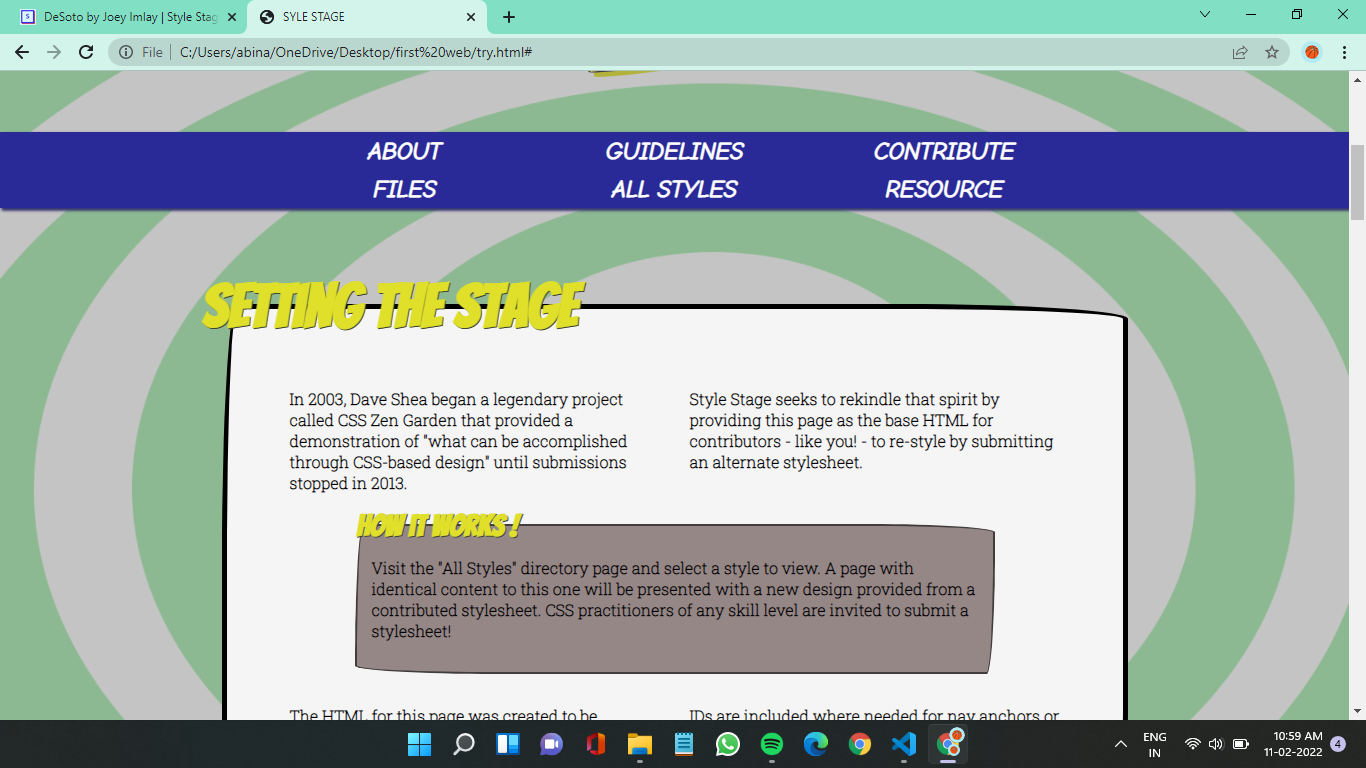 DeSoto by Joey Imlay | Style Stag
SYLE STAGE
File
C:/Users/abina/OneDrive/Desktop/first%20web/try.html#
ABOUT GUIDELINES CONTRIBUTE
FILES ALL STYLES RESOURCE
SETTING THE STAGE
In 2003, Dave Shea began a legendary project
called CSS Zen Garden that provided a
demonstration of "what can be accomplished
through CSS-based design" until submissions
stopped in 2013.
Style Stage seeks to rekindle that spirit by
providing this page as the base HTML for
contributors - like you! - to re-style by submitting
an alternate stylesheet.
HOW IT WORKS !
Visit the "All Styles" directory page and select a style to view. A page with
identical content to this one will be presented with a new design provided from a
contributed stylesheet. CSS practitioners of any skill level are invited to submit a
stylesheet!
The HTML for this page was created to be
IDs are included where needed for nav anchors or
ENG
IN
10:59 AM
11-02-2022
4